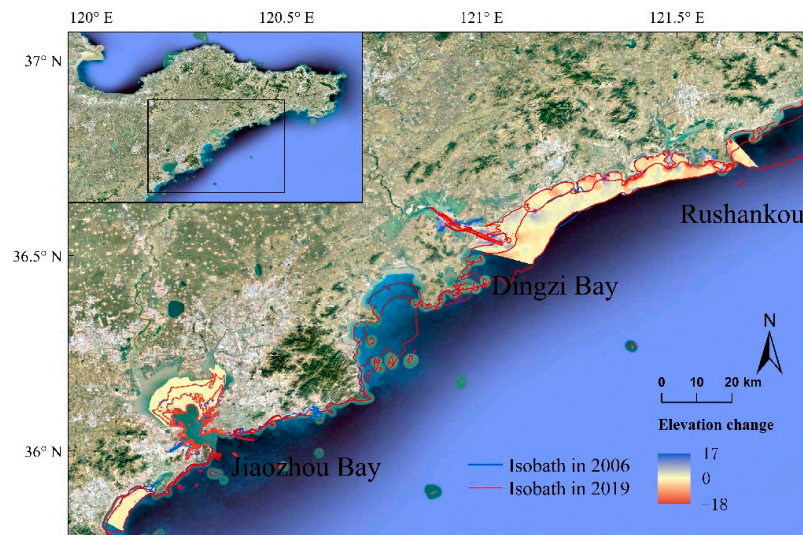 120° E
120.5° E
121° E
121.5° E
37° N
36.5° N
36° N
Rushankou
Dingzi Bay
Jiaozhou Bay
N
0 10 20 km
Elevation change
17
0
−18
Isobath in 2006
Isobath in 2019